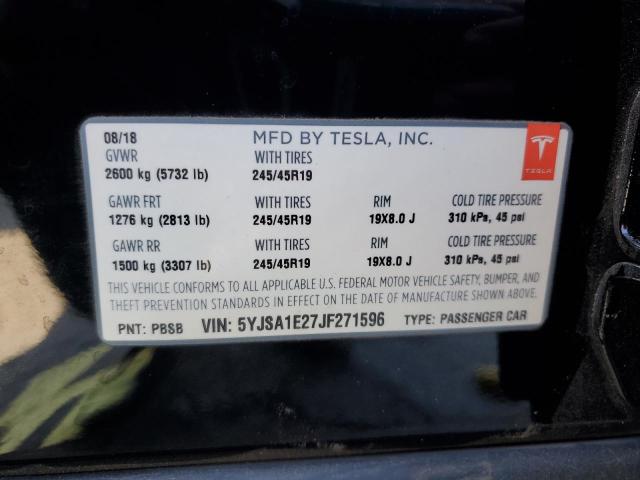 08/18 MFD BY TESLA, INC.
GVWR WITH TIRES
2600 kg (5732 lb) 245/45R19
TESLA
GAWR FRT WITH TIRES RIM COLD TIRE PRESSURE
1276 kg (2813 lb) 245/45R19 19X8.0 J 310 kPa, 45 psi
GAWR RR WITH TIRES RIM COLD TIRE PRESSURE
1500 kg (3307 lb) 245/45R19 19X8.0 J 310 kPa, 45 psi
THIS VEHICLE CONFORMS TO ALL APPLICABLE U.S. FEDERAL MOTOR VEHICLE SAFETY, BUMPER, AND
THEFT PREVENTION STANDARDS IN EFFECT ON THE DATE OF MANUFACTURE SHOWN ABOVE.
PNT: PBSB VIN: 5YJSA1E27JF271596 TYPE: PASSENGER CAR